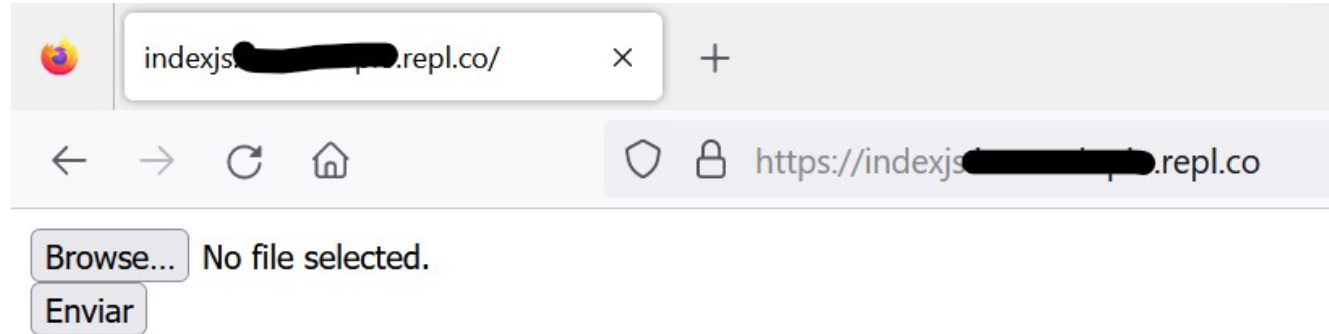 indexjs. .repl.co/
https://indexjs .repl.co
Browse... No file selected.
Enviar